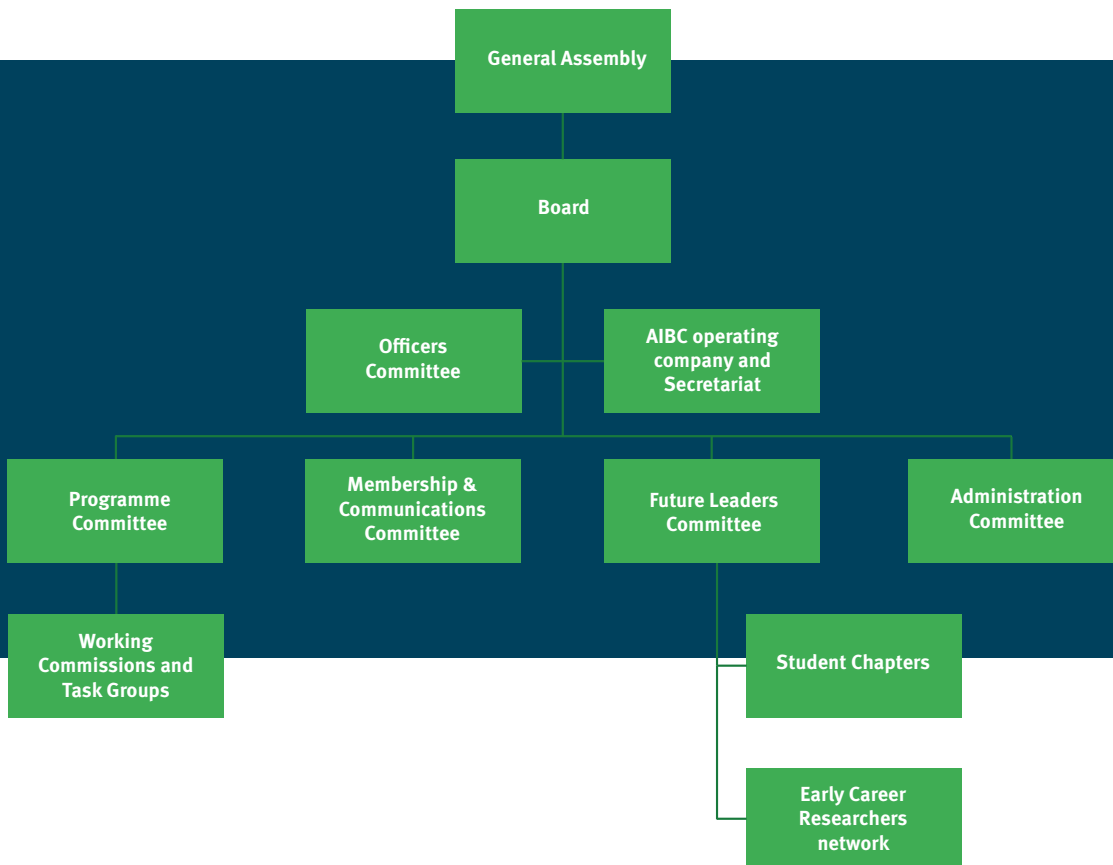 General Assembly
Board
Officers
Committee
AIBC operating
company and
Secretariat
Programme
Committee
Membership &
Communications
Committee
Future Leaders
Committee
Administration
Committee
Working
Commissions and
Task Groups
Student Chapters
Early Career
Researchers
network